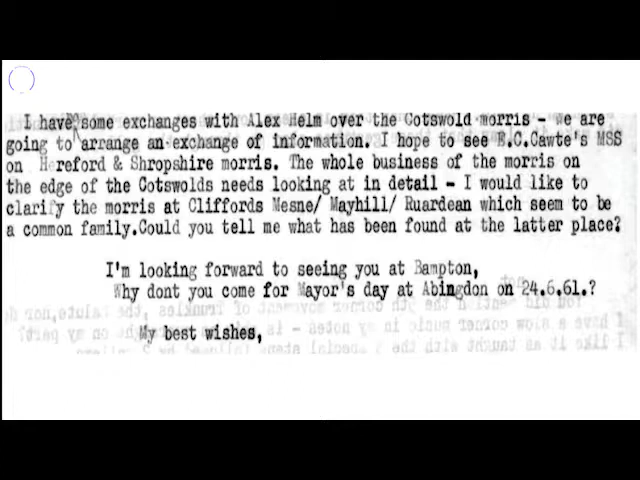 I have some exchanges with Alex Helm over the Cotswold morris - We are
going to arrange an exchange of information. I hope to see E.C.Cawte's MSS
on Hereford & Shropshire morris. The whole business of the morris on
the edge of the Cotswolds needs looking at in detail - I would like to
clarify the morris at Cliffords Mesne/ Mayhill/ Ruardean which seem to be
a common family.Could you tell me what has been found at the latter place?
I'm looking forward to seeing you at Bampton,
Why dont you come for Mayor's day at Abingdon on 24.6.61.?
My best wishes,